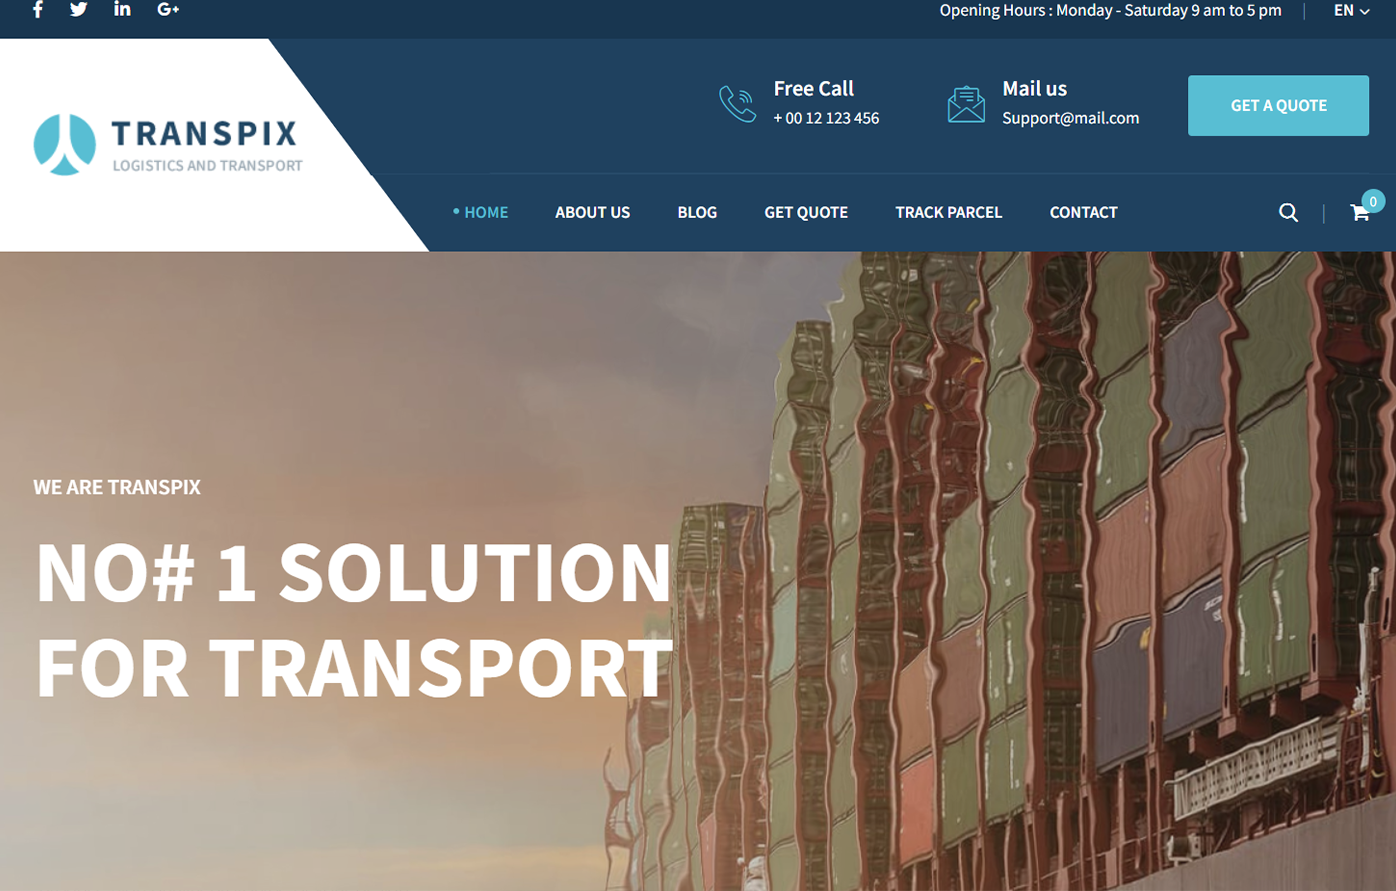 Opening Hours : Monday - Saturday 9 am to 5 pm
EN
TRANSPIX
LOGISTICS AND TRANSPORT
Free Call
+ 00 12 123 456
Mail us
Support@mail.com
GET A QUOTE
HOME
ABOUT US
BLOG
GET QUOTE
TRACK PARCEL
CONTACT
0
WE ARE TRANSPIX
NO# 1 SOLUTION
FOR TRANSPORT